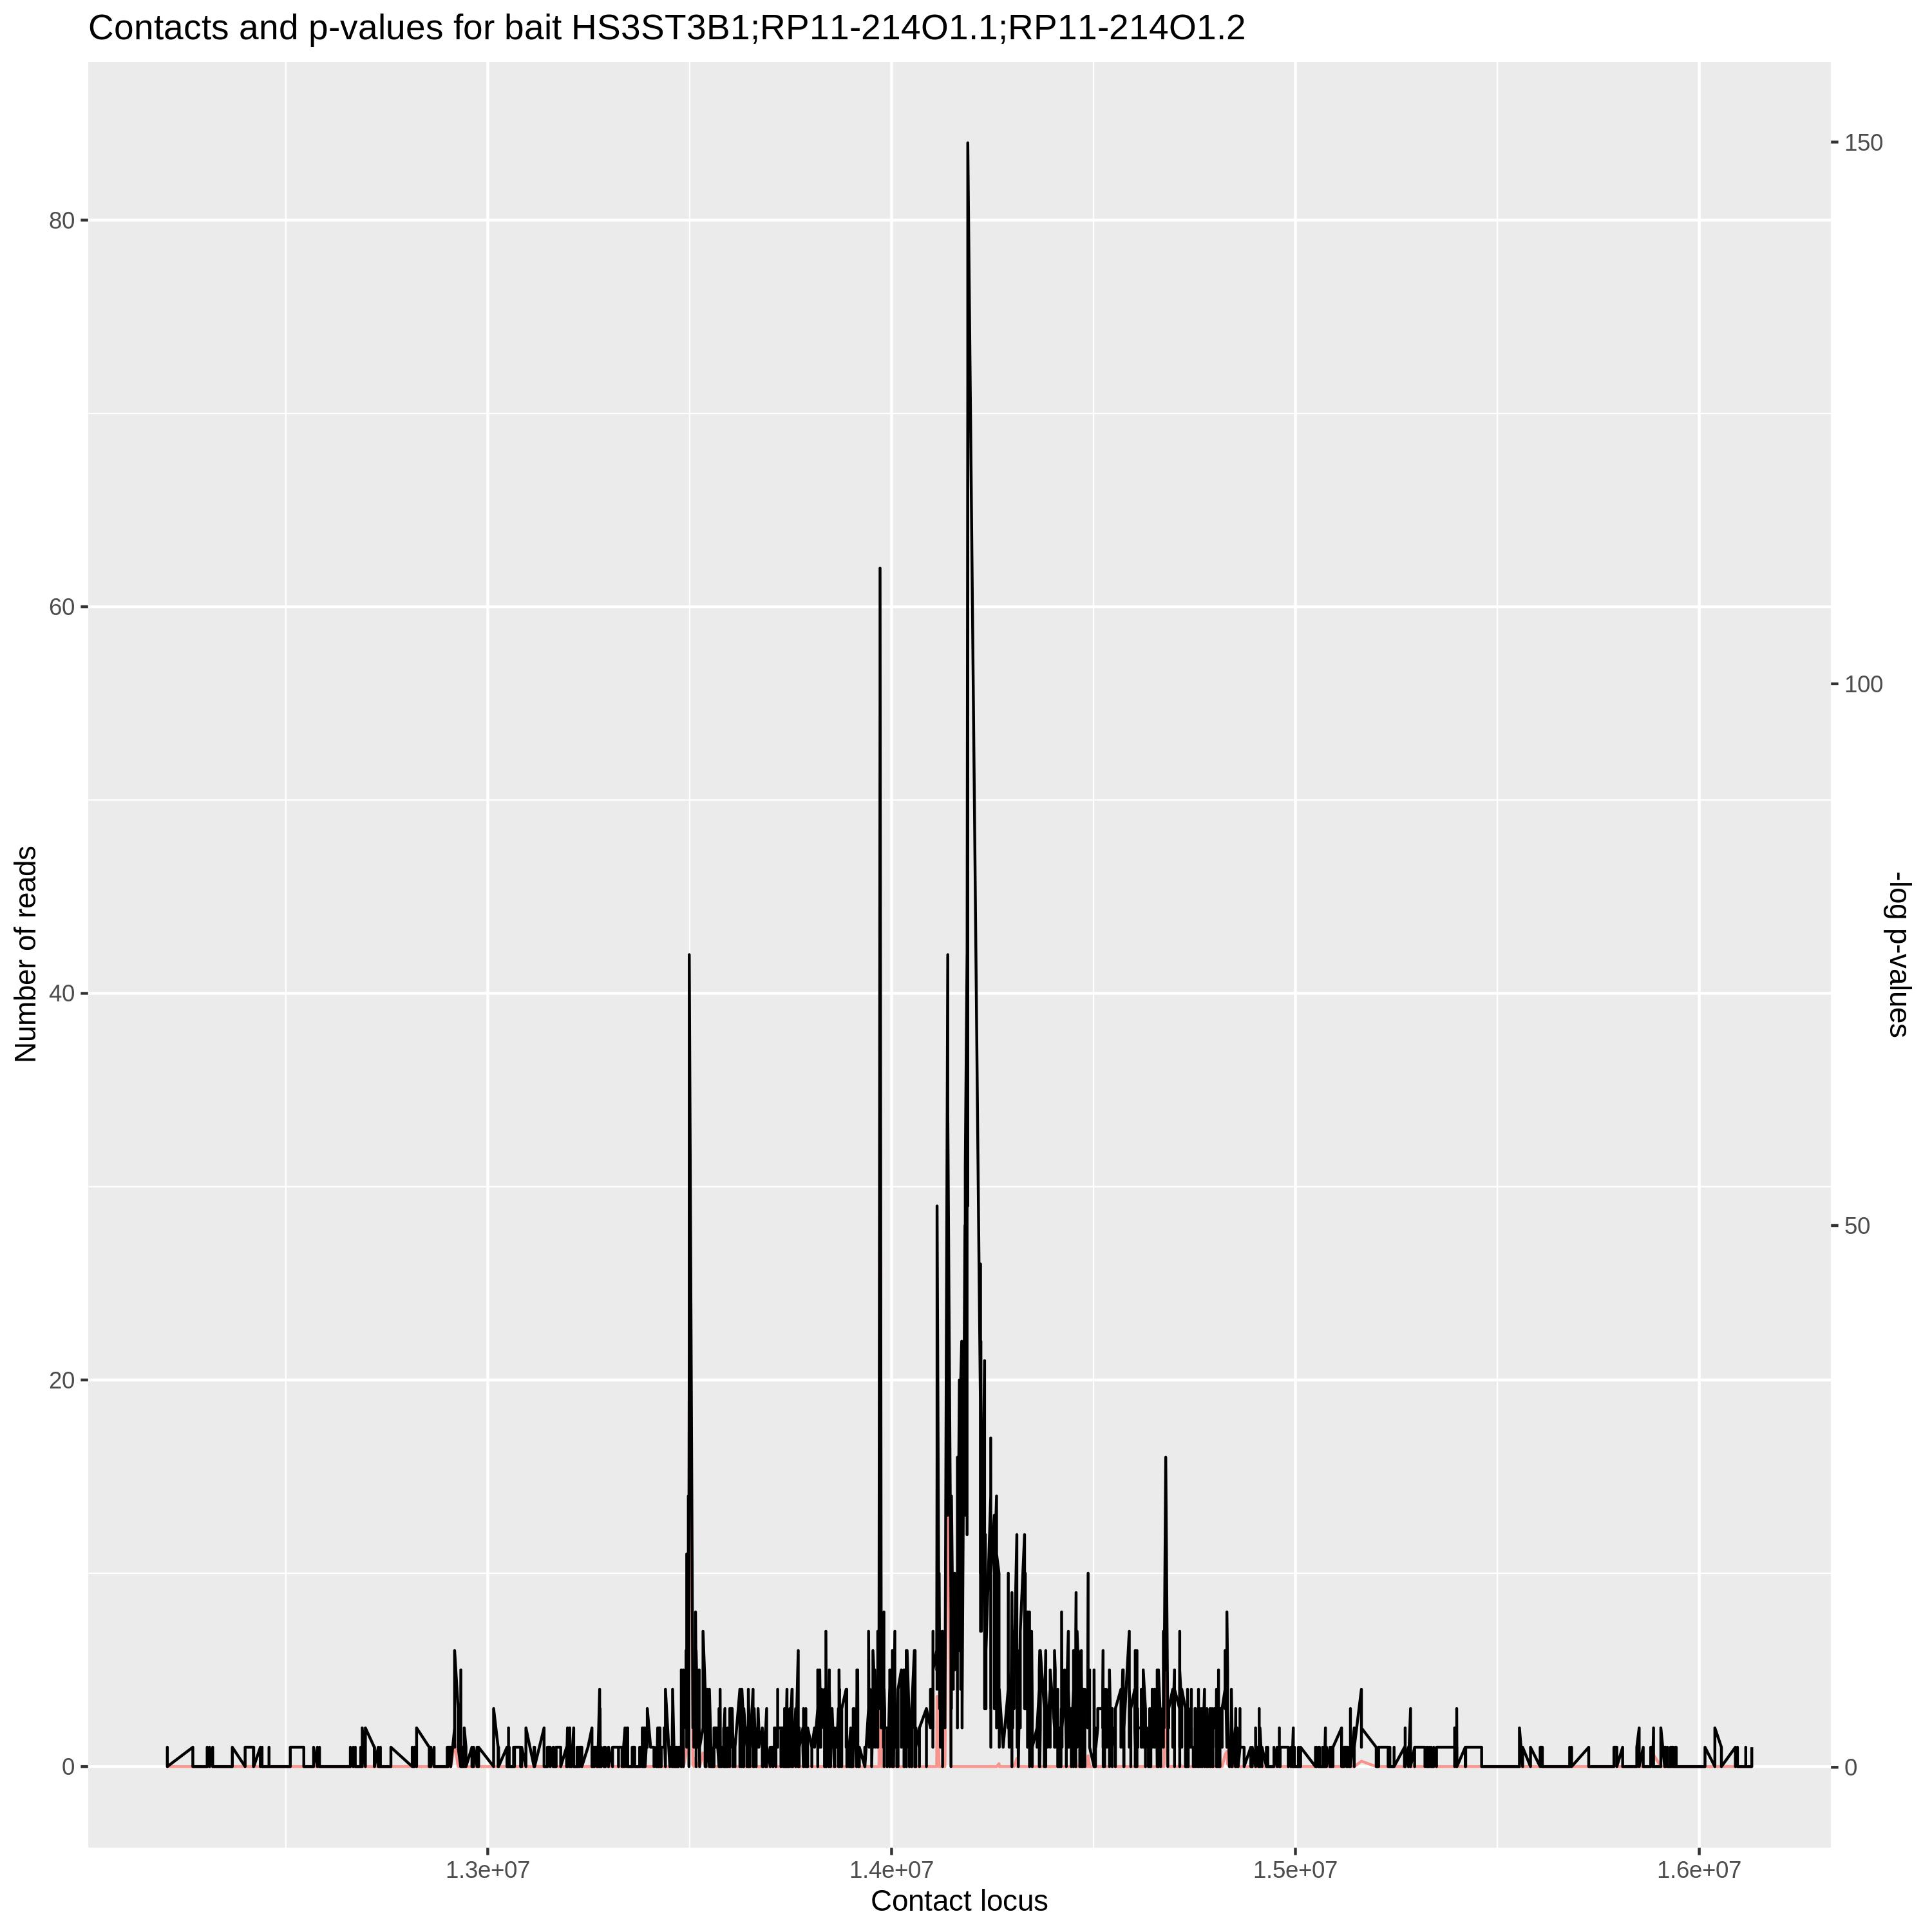 Contacts and p-values for bait HS3ST3B1;RP11-214O1.1;RP11-214O1.2
80
60
40
20
0
Number of reads
150
100
50
0
-log p-values
1.3e+07
1.4e+07
1.5e+07
1.6e+07
Contact locus